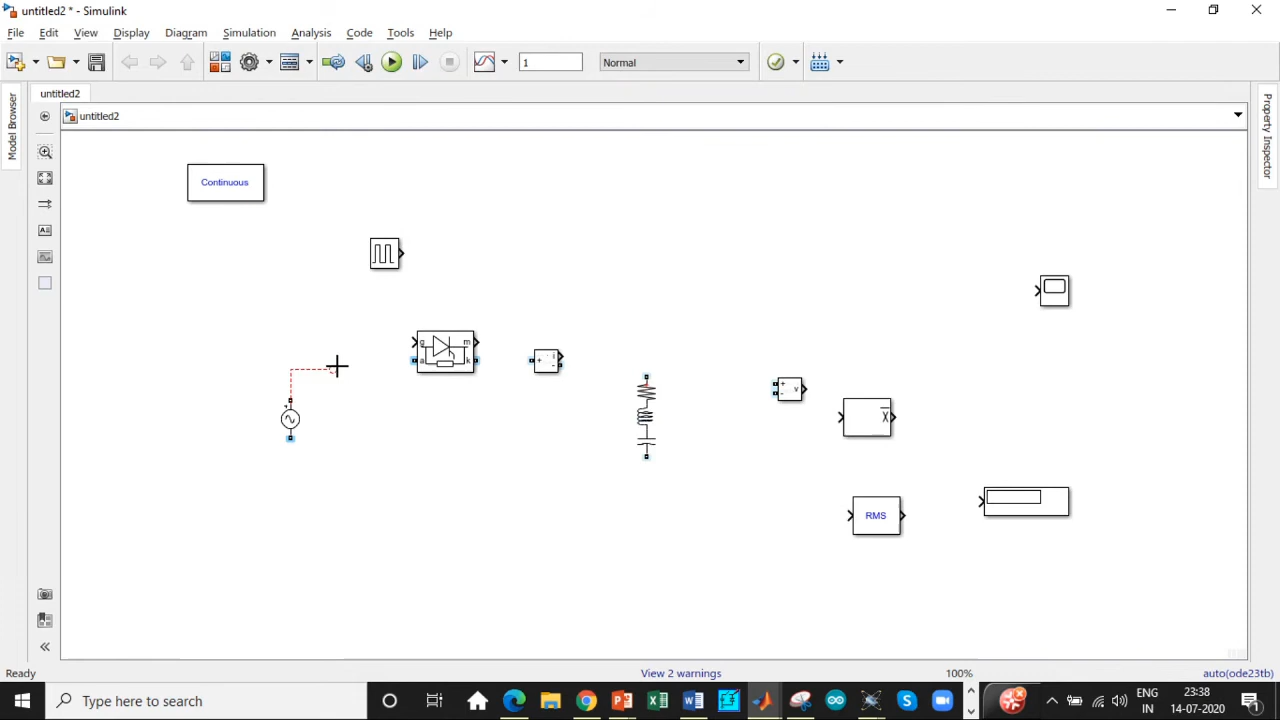 untitled2 * - Simulink
File Edit View Display Diagram Simulation Analysis Code Tools Help
1
Normal
untitled2
untitled2
Model Browser
Property Inspector
Continuous
g m
a k
+ i
-
+ v
-
X
RMS
Ready
View 2 warnings
100%
auto(ode23tb)
Type here to search
ENG
IN
23:38
14-07-2020
1